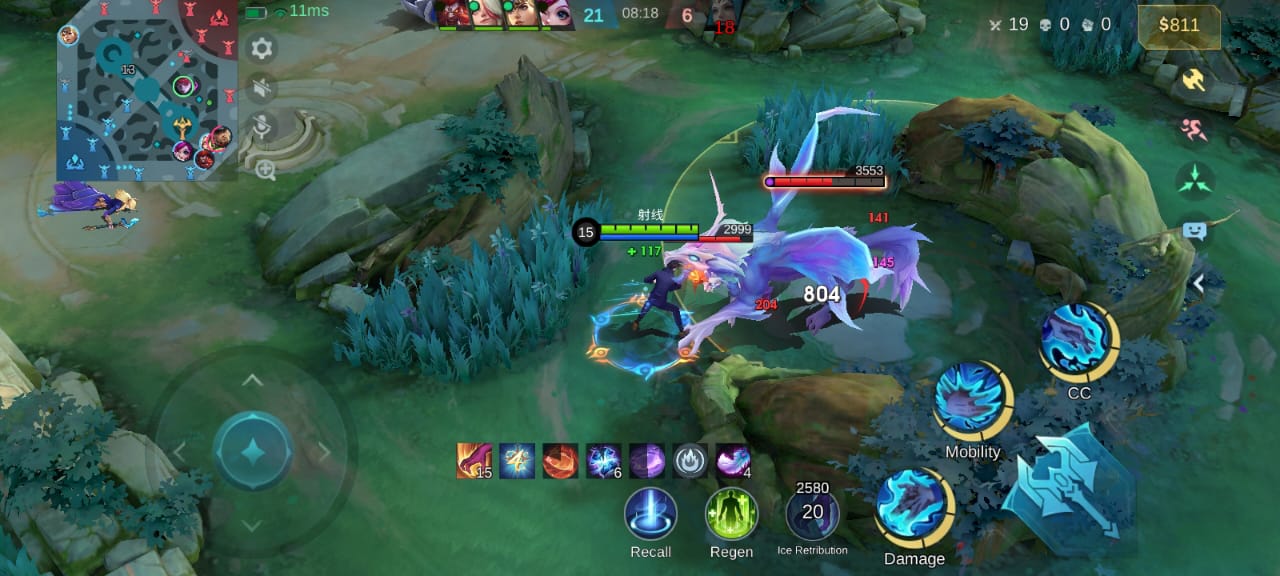 11ms
21
08:18
6
18
19
0
0
$811
13
3553
射线
15
2999
+ 117
141
145
204
804
CC
Mobility
15
6
4
2580
20
Recall
Regen
Ice Retribution
Damage